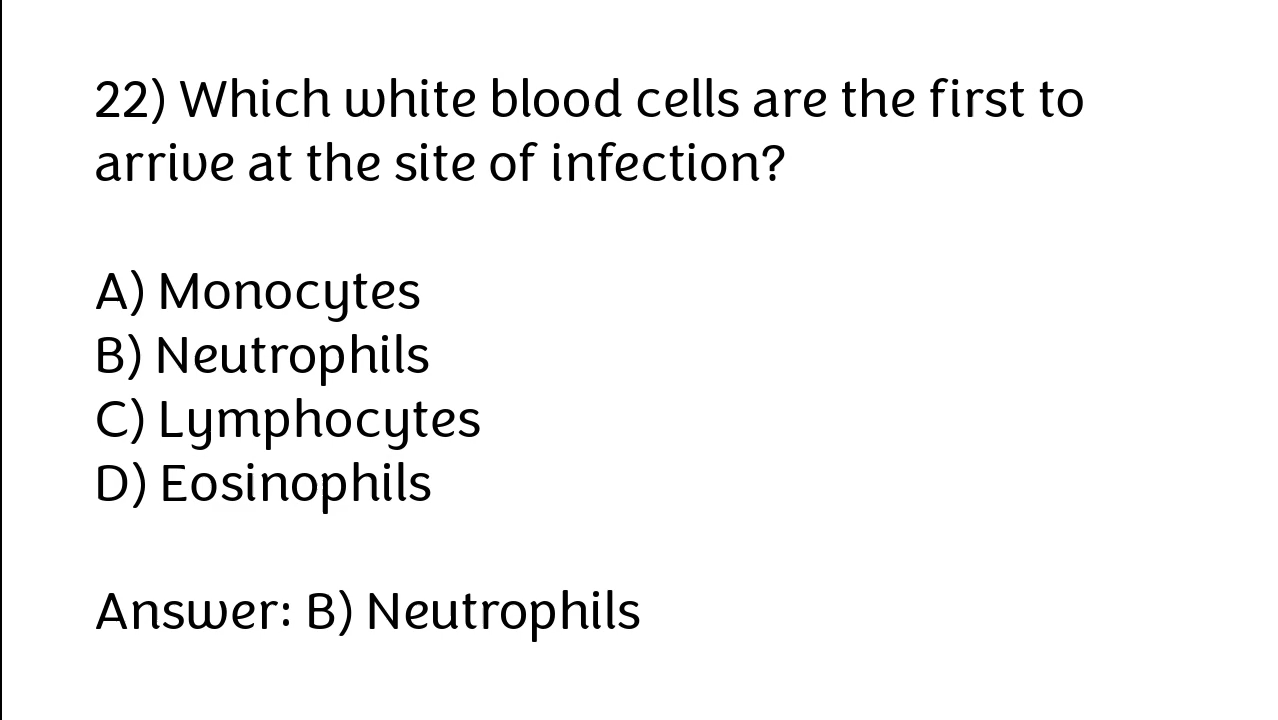 22) Which white blood cells are the first to
arrive at the site of infection?
A) Monocytes
B) Neutrophils
C) Lymphocytes
D) Eosinophils
Answer: B) Neutrophils